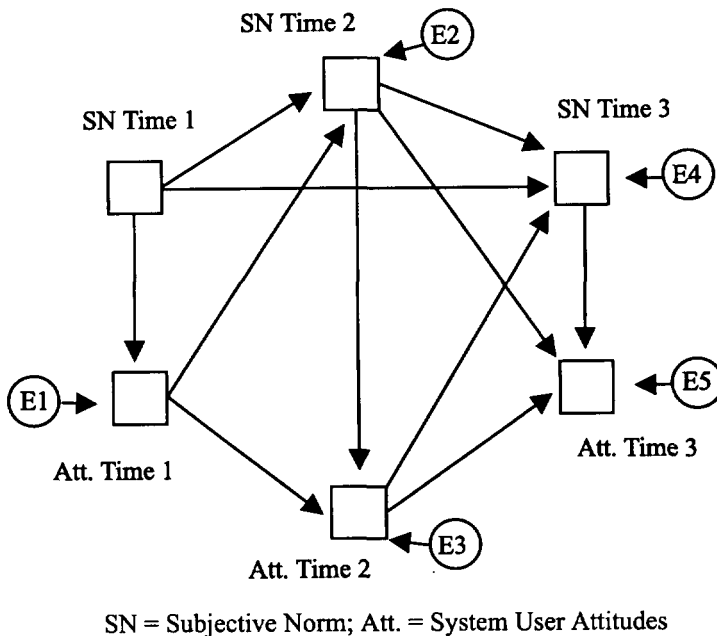 SN Time 2
E2
SN Time 1
SN Time 3
E4
E1
E5
Att. Time 1
Att. Time 3
E3
Att. Time 2
SN = Subjective Norm; Att. = System User Attitudes